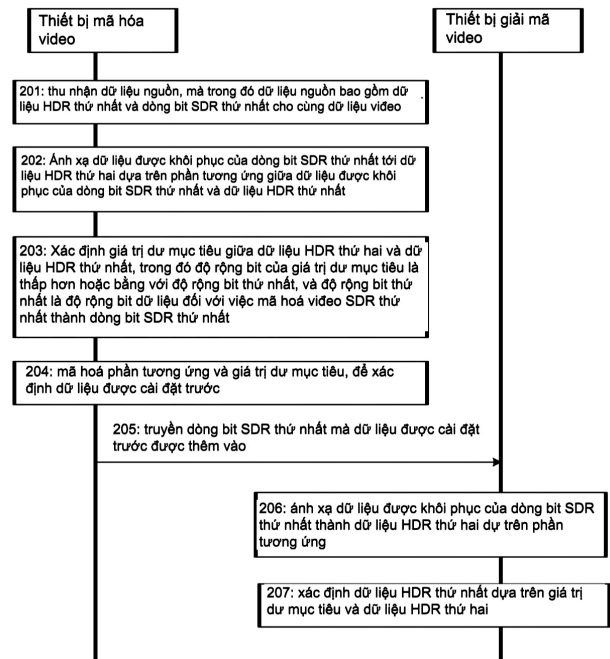 Thiết bị mã hóa
video
Thiết bị giải mã
video
201: thu nhận dữ liệu nguồn, mà trong đó dữ liệu nguồn bao gồm dữ
liệu HDR thứ nhất và dòng bit SDR thứ nhất cho cùng dữ liệu video
202: Ánh xạ dữ liệu được khôi phục của dòng bit SDR thứ nhất tới dữ
liệu HDR thứ hai dựa trên phần tương ứng giữa dữ liệu được khôi
phục của dòng bit SDR thứ nhất và dữ liệu HDR thứ nhất
203: Xác định giá trị dư mục tiêu giữa dữ liệu HDR thứ hai và dữ
liệu HDR thứ nhất, trong đó độ rộng bit của giá trị dư mục tiêu là
thấp hơn hoặc bằng với độ rộng bit thứ nhất, và độ rộng bit thứ
nhất là độ rộng bit dữ liệu đối với việc mã hoá video SDR thứ
nhất thành dòng bit SDR thứ nhất
204: mã hoá phần tương ứng và giá trị dư mục tiêu, để xác
định dữ liệu được cài đặt trước
205: truyền dòng bit SDR thứ nhất mà dữ liệu được cài đặt
trước được thêm vào
206: ánh xạ dữ liệu được khôi phục của dòng bit SDR
thứ nhất thành dữ liệu HDR thứ hai dự trên phần
tương ứng
207: xác định dữ liệu HDR thứ nhất dựa trên giá trị
dư mục tiêu và dữ liệu HDR thứ hai